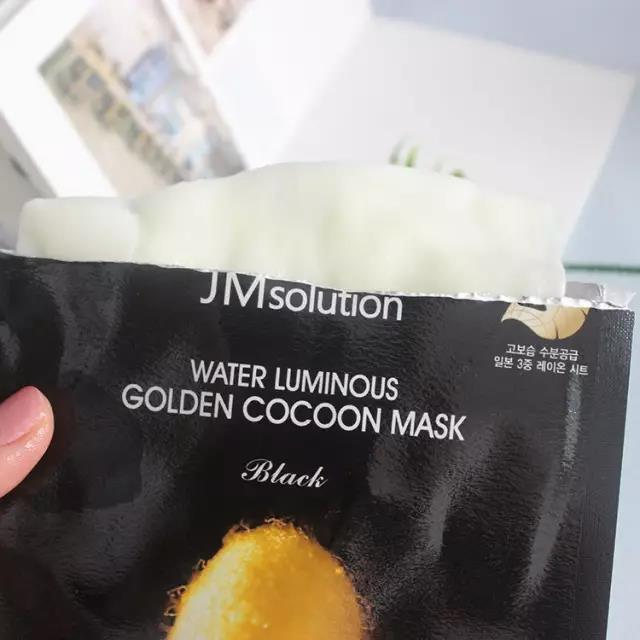 JMsolution
고보습 수분공급
일본 3중 레이온 시트
WATER LUMINOUS
GOLDEN COCOON MASK
Black